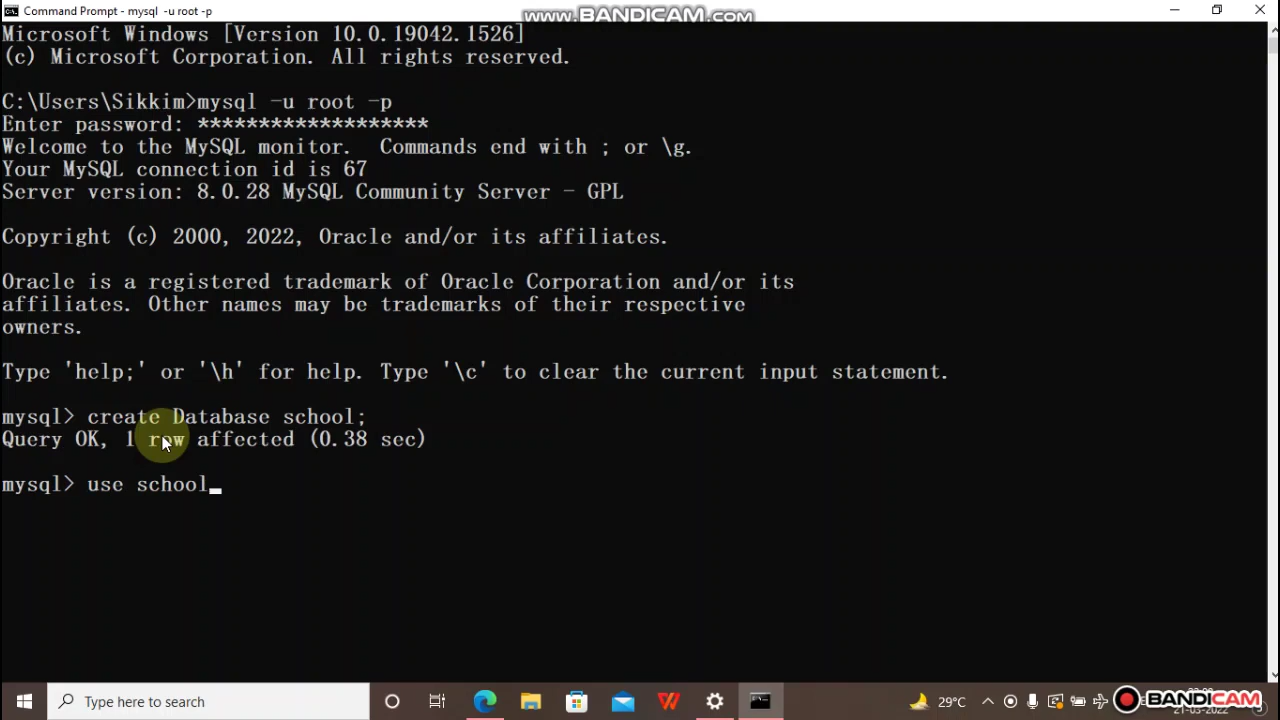 Command Prompt - mysql -u root -p
www.BANDICAM.com
Microsoft Windows [Version 10.0.19042.1526]
(c) Microsoft Corporation. All rights reserved.
C:\Users\Sikkim>mysql -u root -p
Enter password: *******************
Welcome to the MySQL monitor.  Commands end with ; or \g.
Your MySQL connection id is 67
Server version: 8.0.28 MySQL Community Server - GPL
Copyright (c) 2000, 2022, Oracle and/or its affiliates.
Oracle is a registered trademark of Oracle Corporation and/or its
affiliates. Other names may be trademarks of their respective
owners.
Type 'help;' or '\h' for help. Type '\c' to clear the current input statement.
mysql> create Database school;
Query OK, 1 row affected (0.38 sec)
mysql> use school
Type here to search
29°C
21-03-2022
BANDICAM